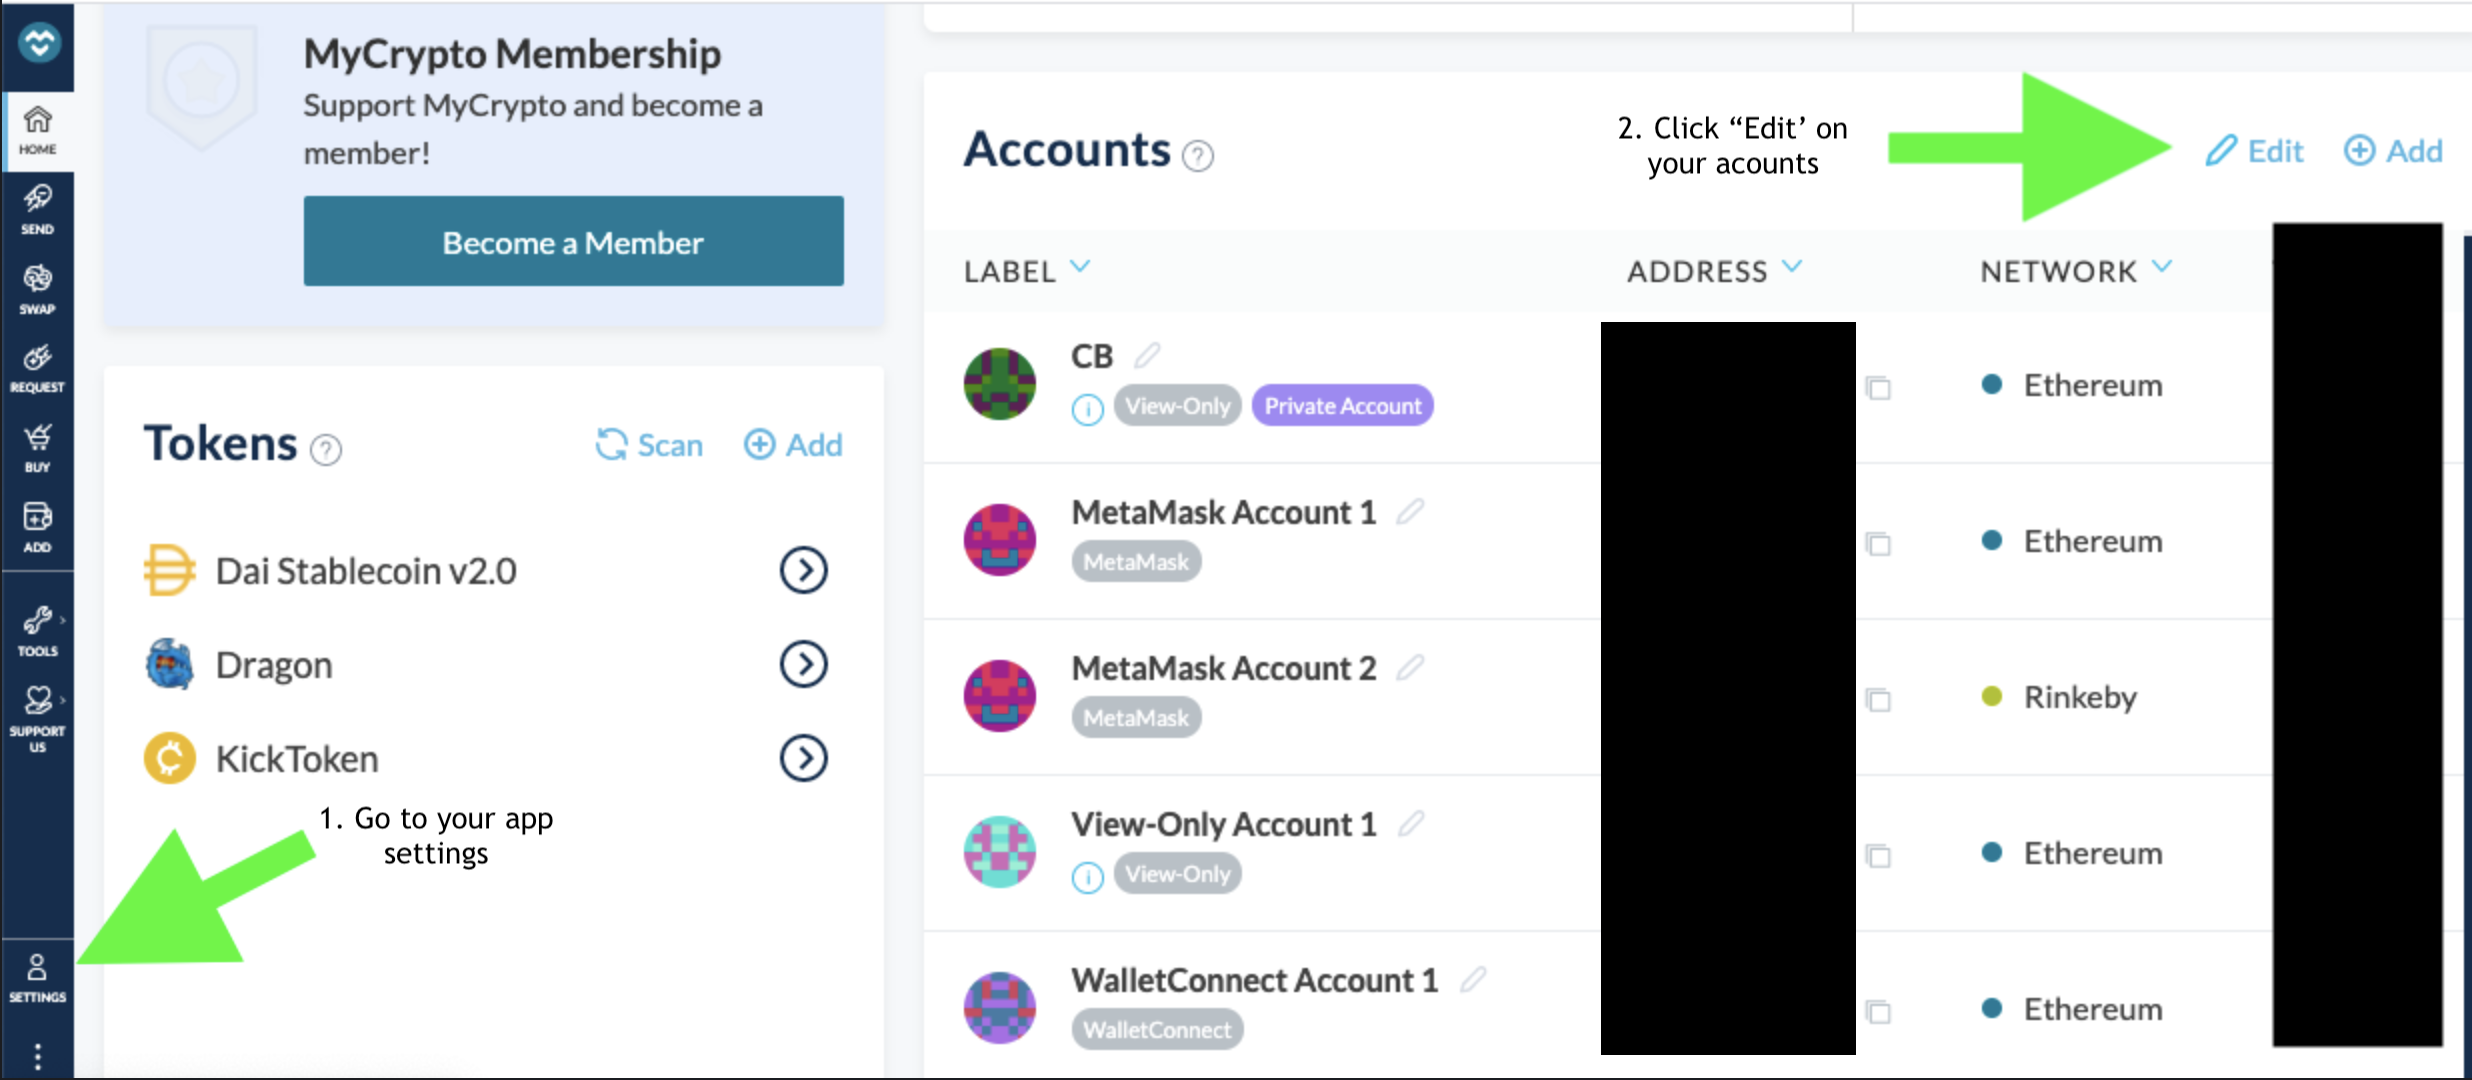 HOME
SEND
SWAP
REQUEST
BUY
ADD
TOOLS
SUPPORT
US
SETTINGS
MyCrypto Membership
Support MyCrypto and become a
member!
Become a Member
Tokens ?
Scan
Add
Dai Stablecoin v2.0
Dragon
KickToken
1. Go to your app
settings
Accounts ?
2. Click “Edit’ on
your acounts
Edit
Add
LABEL
ADDRESS
NETWORK
CB
View-Only
Private Account
Ethereum
MetaMask Account 1
MetaMask
Ethereum
MetaMask Account 2
MetaMask
Rinkeby
View-Only Account 1
View-Only
Ethereum
WalletConnect Account 1
WalletConnect
Ethereum